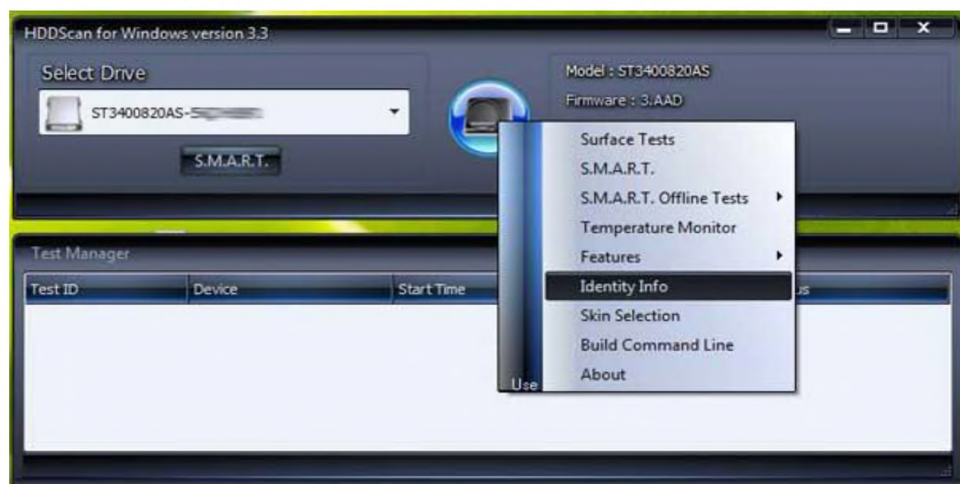 HDDScan for Windows version 3.3
Select Drive
ST3400820AS-
S.M.A.R.T.
Model : ST3400820AS
Firmware : 3.AAD
Surface Tests
S.M.A.R.T.
S.M.A.R.T. Offline Tests
Temperature Monitor
Features
Identity Info
Skin Selection
Build Command Line
About
Use
Test Manager
Test ID Device Start Time